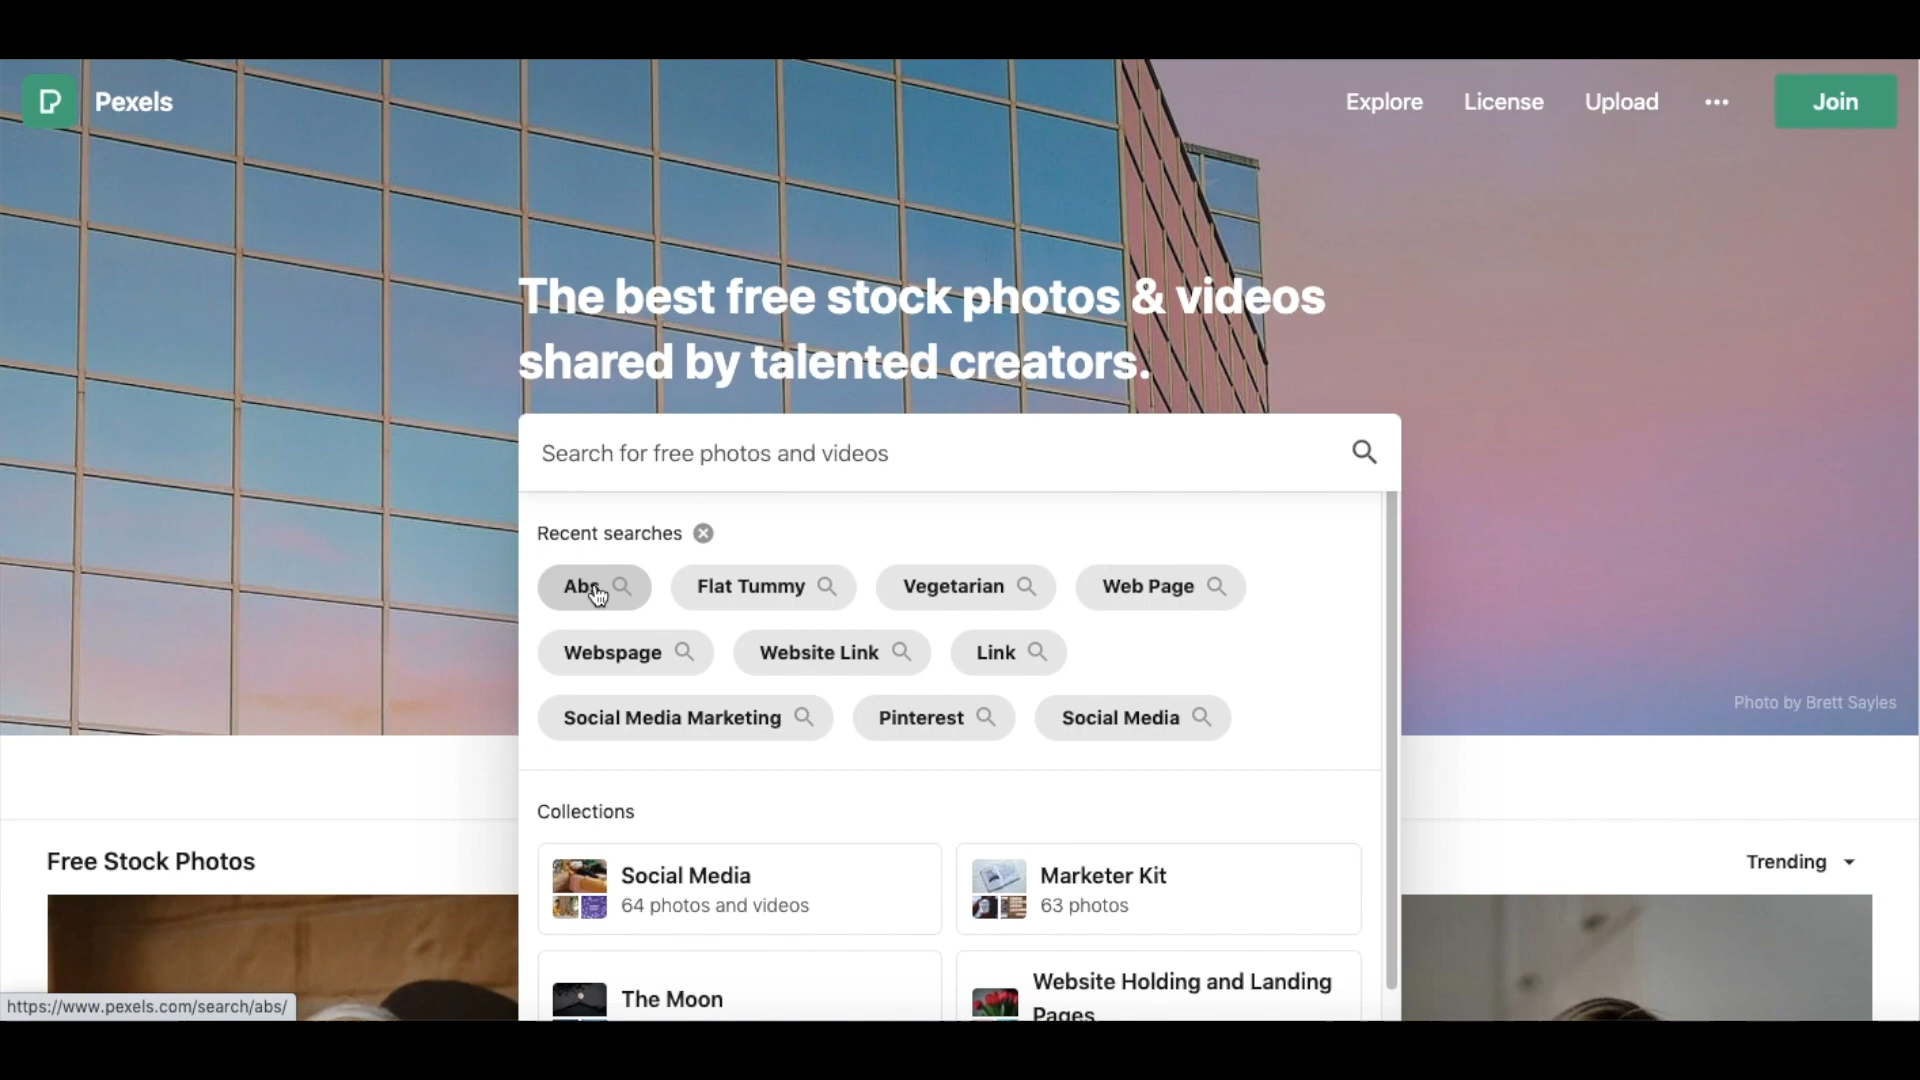 Pexels
Explore License Upload ••• Join
The best free stock photos & videos
shared by talented creators.
Search for free photos and videos
Recent searches
Abs Flat Tummy Vegetarian Web Page
Webspage Website Link Link
Social Media Marketing Pinterest Social Media
Photo by Brett Sayles
Collections
Free Stock Photos
Trending
Social Media
64 photos and videos
Marketer Kit
63 photos
The Moon
Website Holding and Landing
Pages
https://www.pexels.com/search/abs/